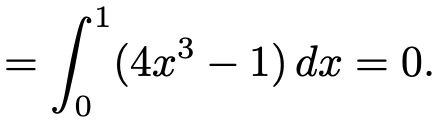 = ∫₀¹ (4x³ − 1) dx = 0.